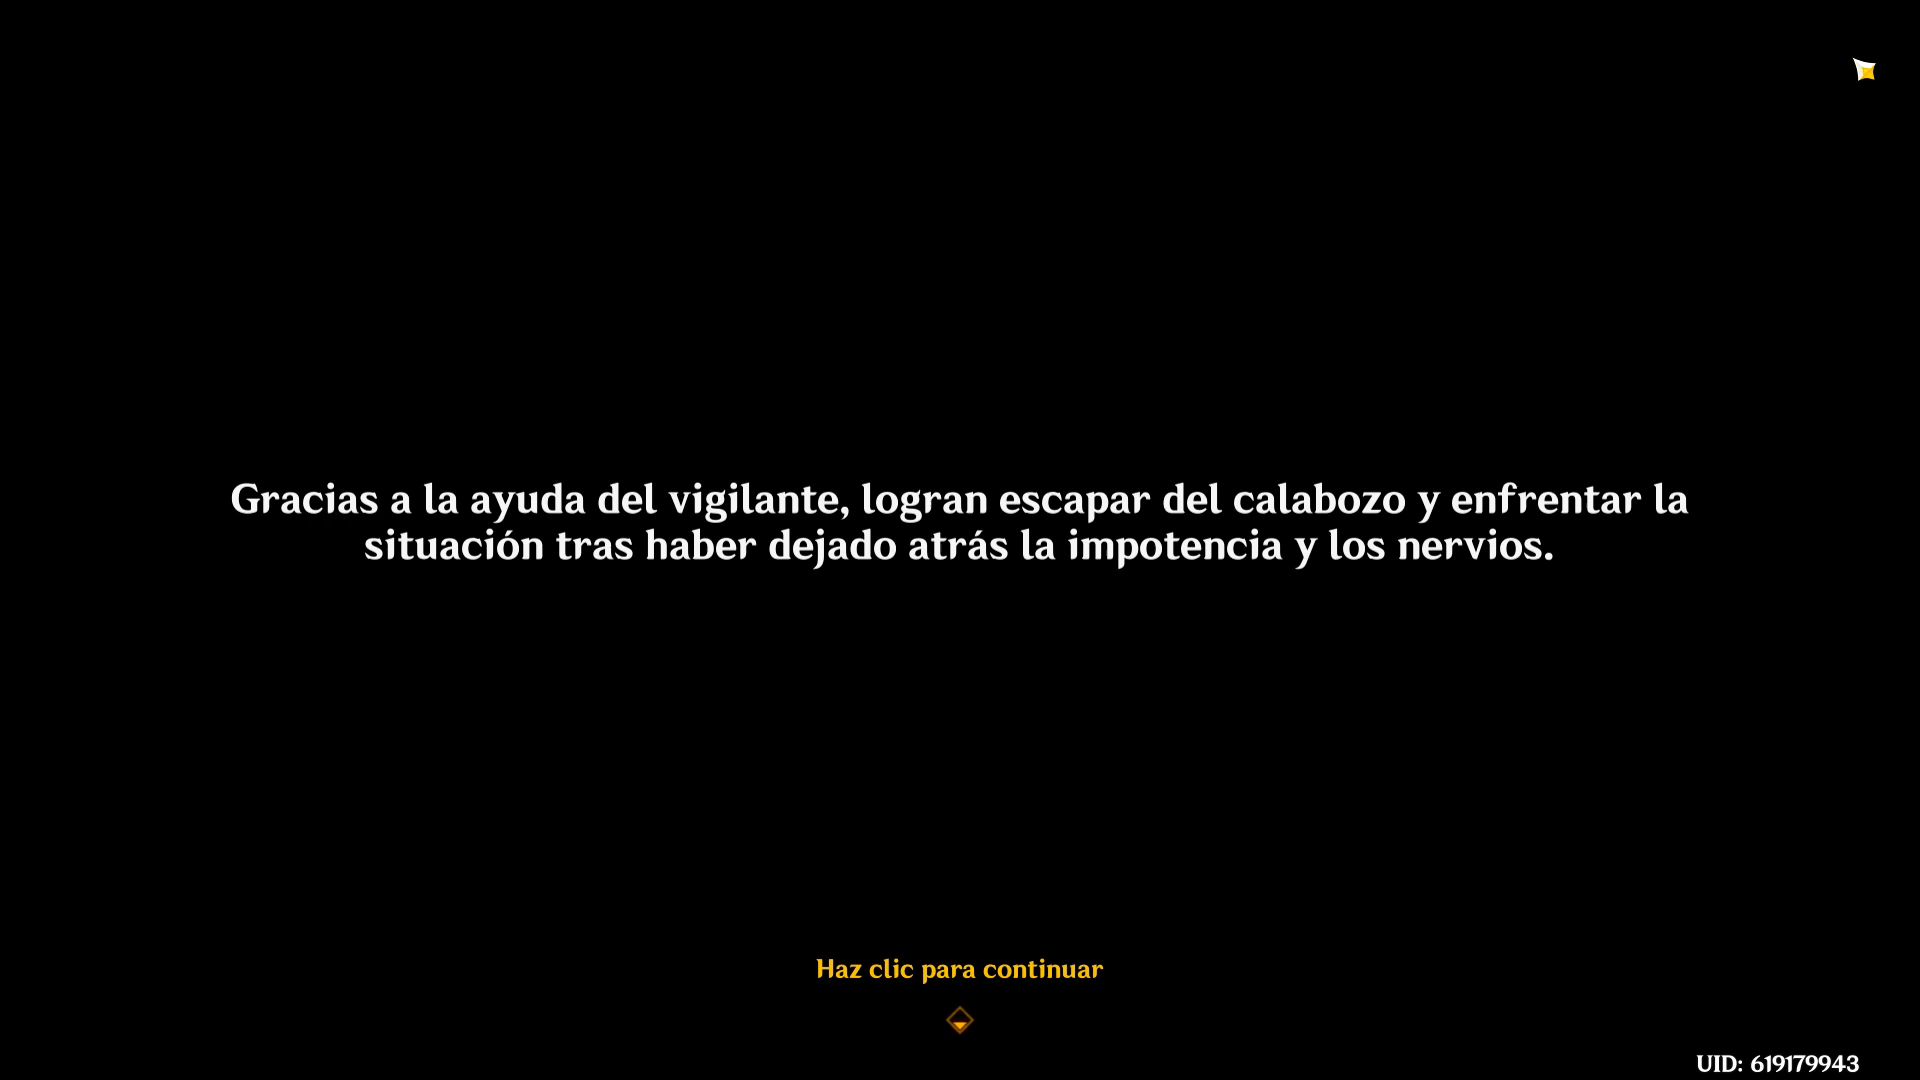 Gracias a la ayuda del vigilante, logran escapar del calabozo y enfrentar la
situación tras haber dejado atrás la impotencia y los nervios.
Haz clic para continuar
UID: 619179943